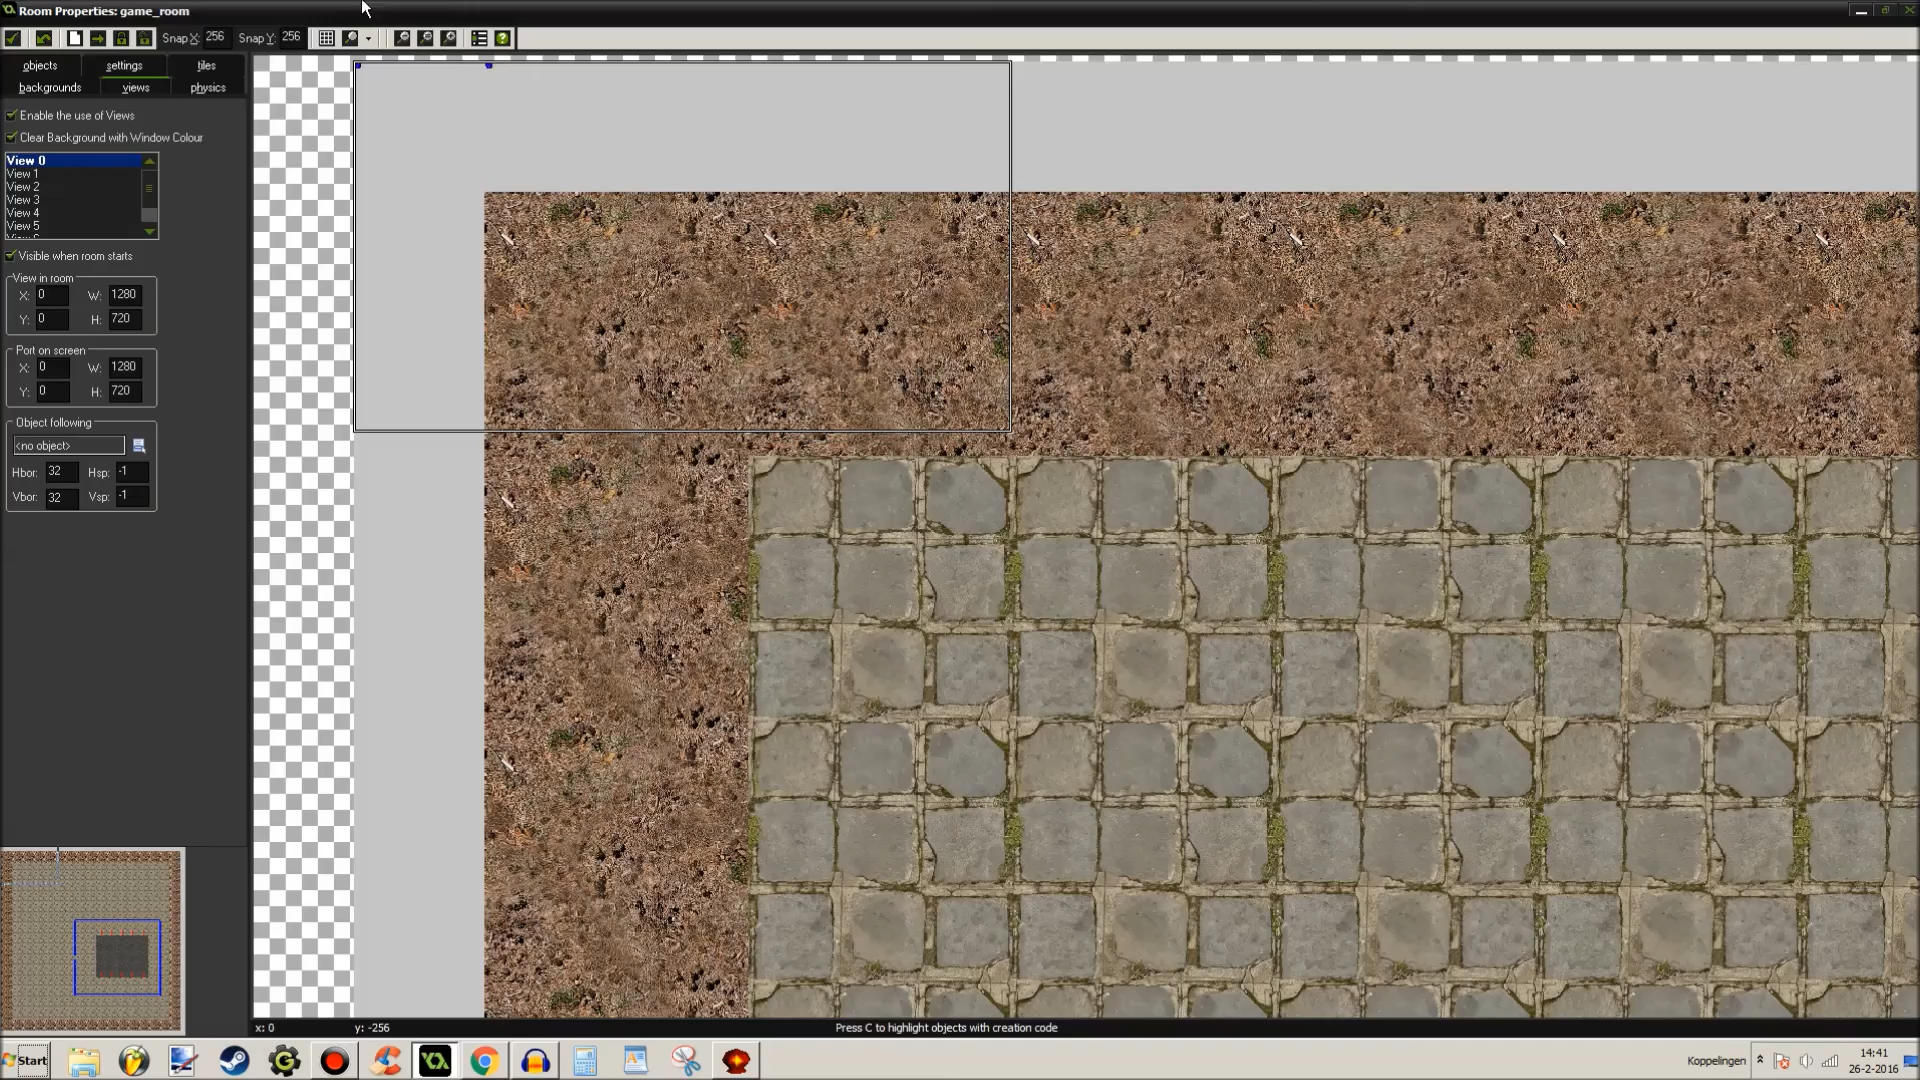 Room Properties: game_room
Snap X: 256 Snap Y: 256
objects settings tiles
backgrounds views physics
Enable the use of Views
Clear Background with Window Colour
View 0
View 1
View 2
View 3
View 4
View 5
Visible when room starts
View in room
X: 0 W: 1280
Y: 0 H: 720
Port on screen
X: 0 W: 1280
Y: 0 H: 720
Object following
<no object>
Hbor: 32 Hsp: -1
Vbor: 32 Vsp: -1
x: 0 y: -256 Press C to highlight objects with creation code
Start Koppelingen 14:41
26-2-2016